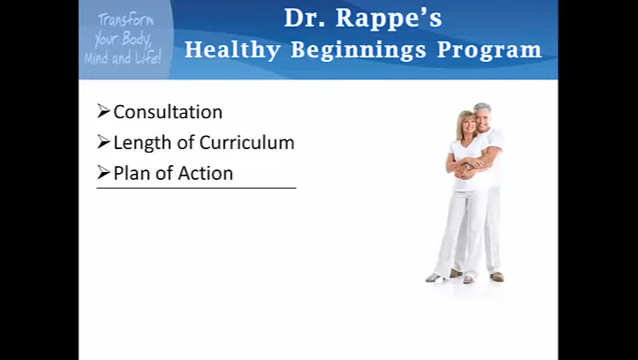 Transform
Your Body,
Mind and Life!
Dr. Rappe's
Healthy Beginnings Program
Consultation
Length of Curriculum
Plan of Action